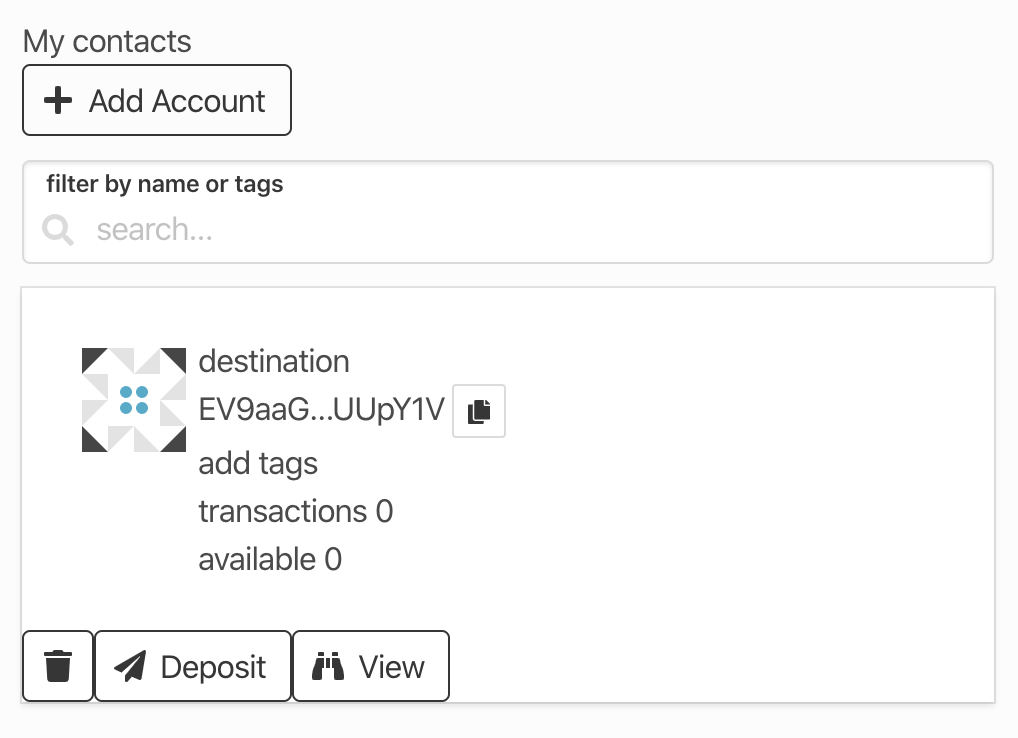 My contacts
Add Account
filter by name or tags
search...
destination
EV9aaG...UUpY1V
add tags
transactions 0
available 0
Deposit View